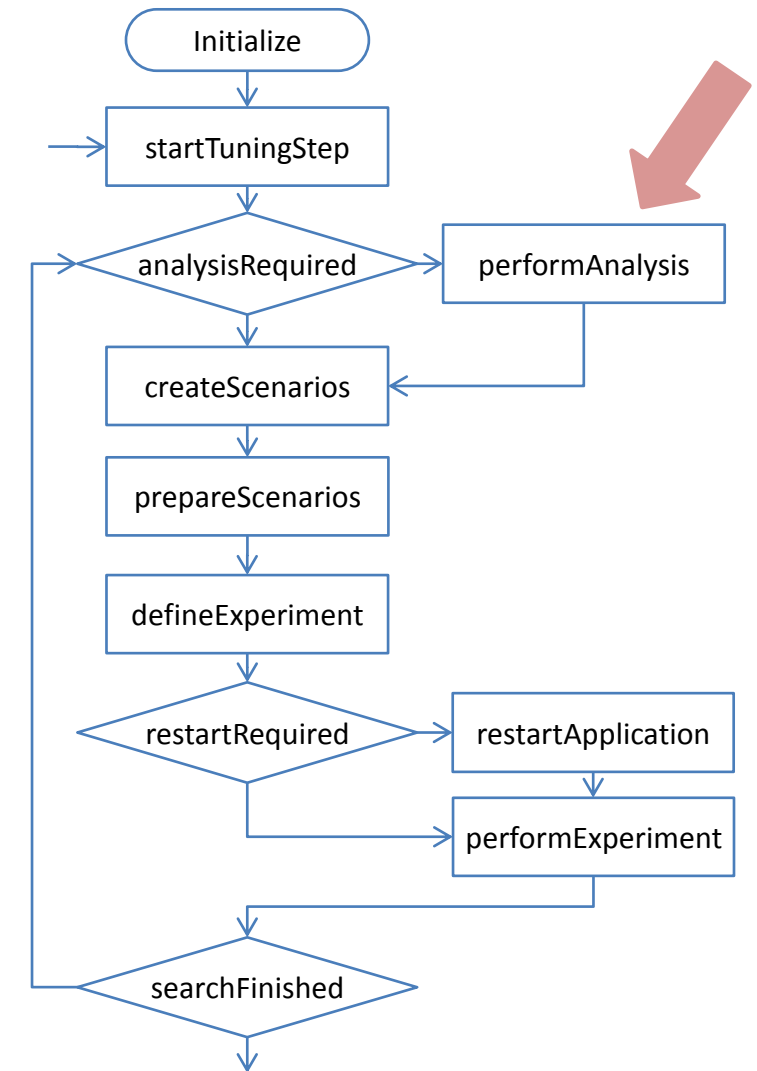 Initialize
startTuningStep
analysisRequired
performAnalysis
createScenarios
prepareScenarios
defineExperiment
restartRequired
restartApplication
performExperiment
searchFinished